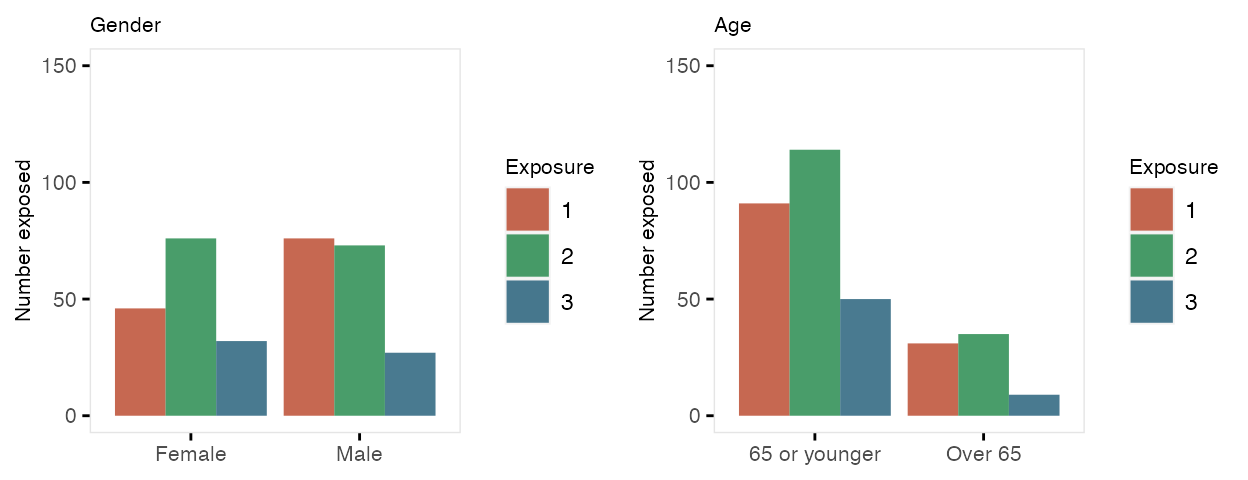 Gender
150
100
50
0
Number exposed
Female Male
Exposure
1
2
3
Age
150
100
50
0
Number exposed
65 or younger Over 65
Exposure
1
2
3